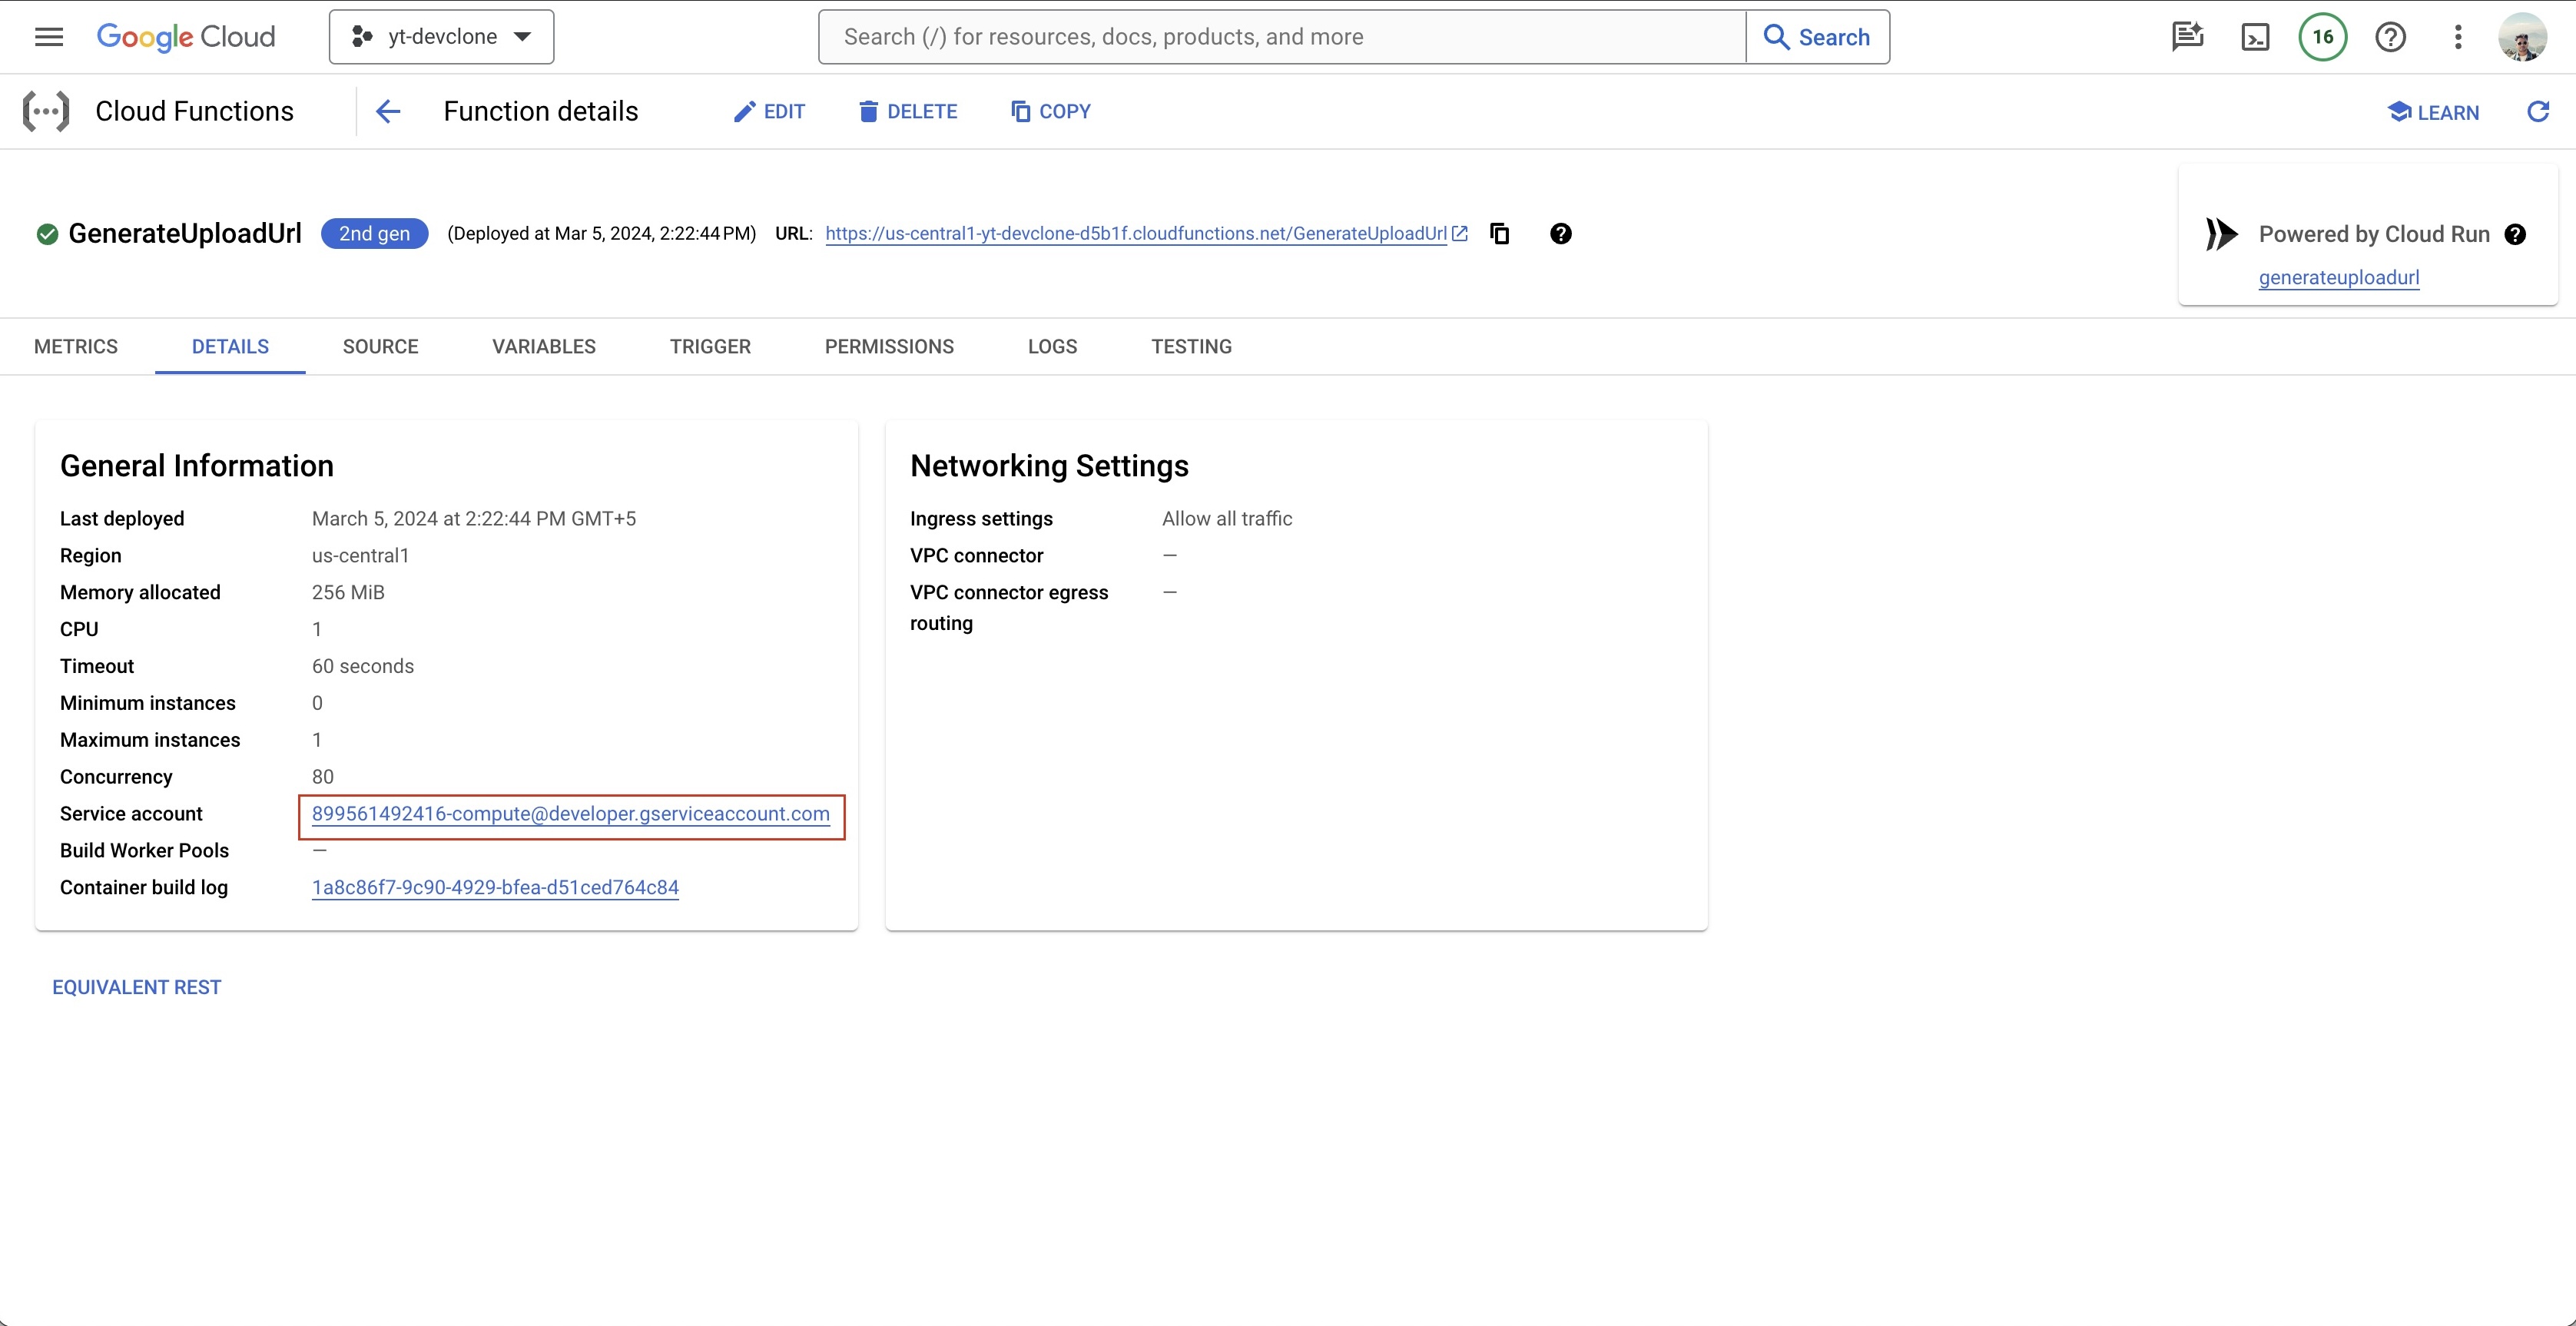 Google Cloud
yt-devclone
Search (/) for resources, docs, products, and more
Search
16
Cloud Functions
Function details
EDIT
DELETE
COPY
LEARN
GenerateUploadUrl
2nd gen
(Deployed at Mar 5, 2024, 2:22:44 PM)
URL:
https://us-central1-yt-devclone-d5b1f.cloudfunctions.net/GenerateUploadUrl
Powered by Cloud Run
generateuploadurl
METRICS
DETAILS
SOURCE
VARIABLES
TRIGGER
PERMISSIONS
LOGS
TESTING
General Information
Last deployed March 5, 2024 at 2:22:44 PM GMT+5
Region us-central1
Memory allocated 256 MiB
CPU 1
Timeout 60 seconds
Minimum instances 0
Maximum instances 1
Concurrency 80
Service account 899561492416-compute@developer.gserviceaccount.com
Build Worker Pools —
Container build log 1a8c86f7-9c90-4929-bfea-d51ced764c84
Networking Settings
Ingress settings Allow all traffic
VPC connector —
VPC connector egress —
routing
EQUIVALENT REST